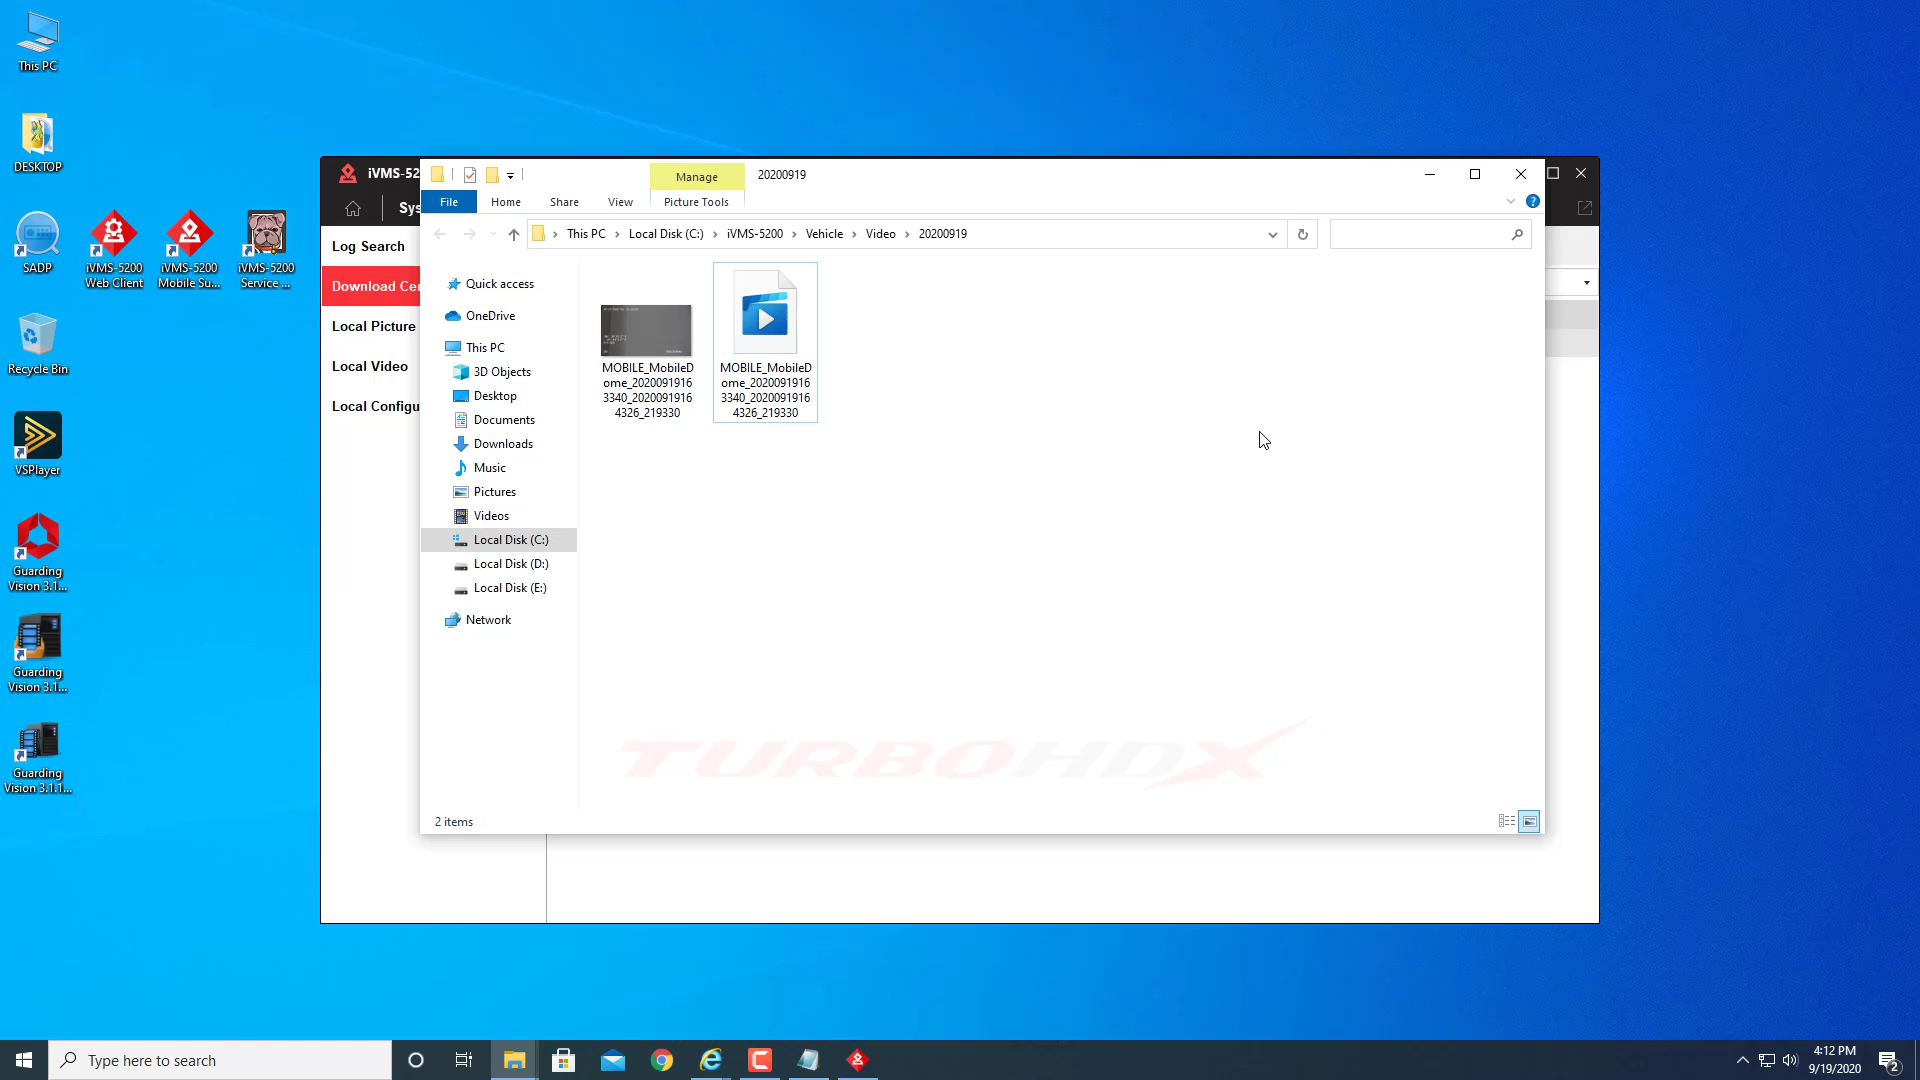 This PC
DESKTOP
SADP
iVMS-5200
Web Client
iVMS-5200
Mobile Su...
iVMS-5200
Service ...
Recycle Bin
VSPlayer
Guarding
Vision 3.1...
Guarding
Vision 3.1...
Guarding
Vision 3.1.1...
iVMS-52
Sys
Log Search
Download Cen
Local Picture
Local Video
Local Configu
Manage
20200919
File
Home
Share
View
Picture Tools
This PC > Local Disk (C:) > iVMS-5200 > Vehicle > Video > 20200919
Quick access
OneDrive
This PC
3D Objects
Desktop
Documents
Downloads
Music
Pictures
Videos
Local Disk (C:)
Local Disk (D:)
Local Disk (E:)
Network
MOBILE_MobileD
ome_2020091916
3340_2020091916
4326_219330
MOBILE_MobileD
ome_2020091916
3340_2020091916
4326_219330
TURBOHDX
2 items
Type here to search
4:12 PM
9/19/2020
2